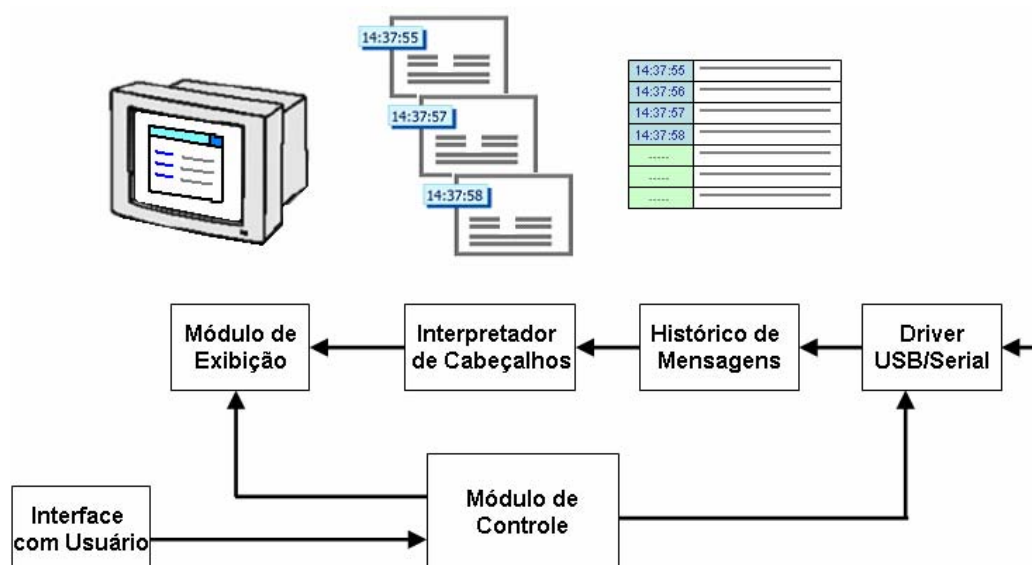 14:37:55
14:37:57
14:37:58
14:37:55
14:37:56
14:37:57
14:37:58
-----
-----
-----
Módulo de
Exibição
Interpretador
de Cabeçalhos
Histórico de
Mensagens
Driver
USB/Serial
Interface
com Usuário
Módulo de
Controle